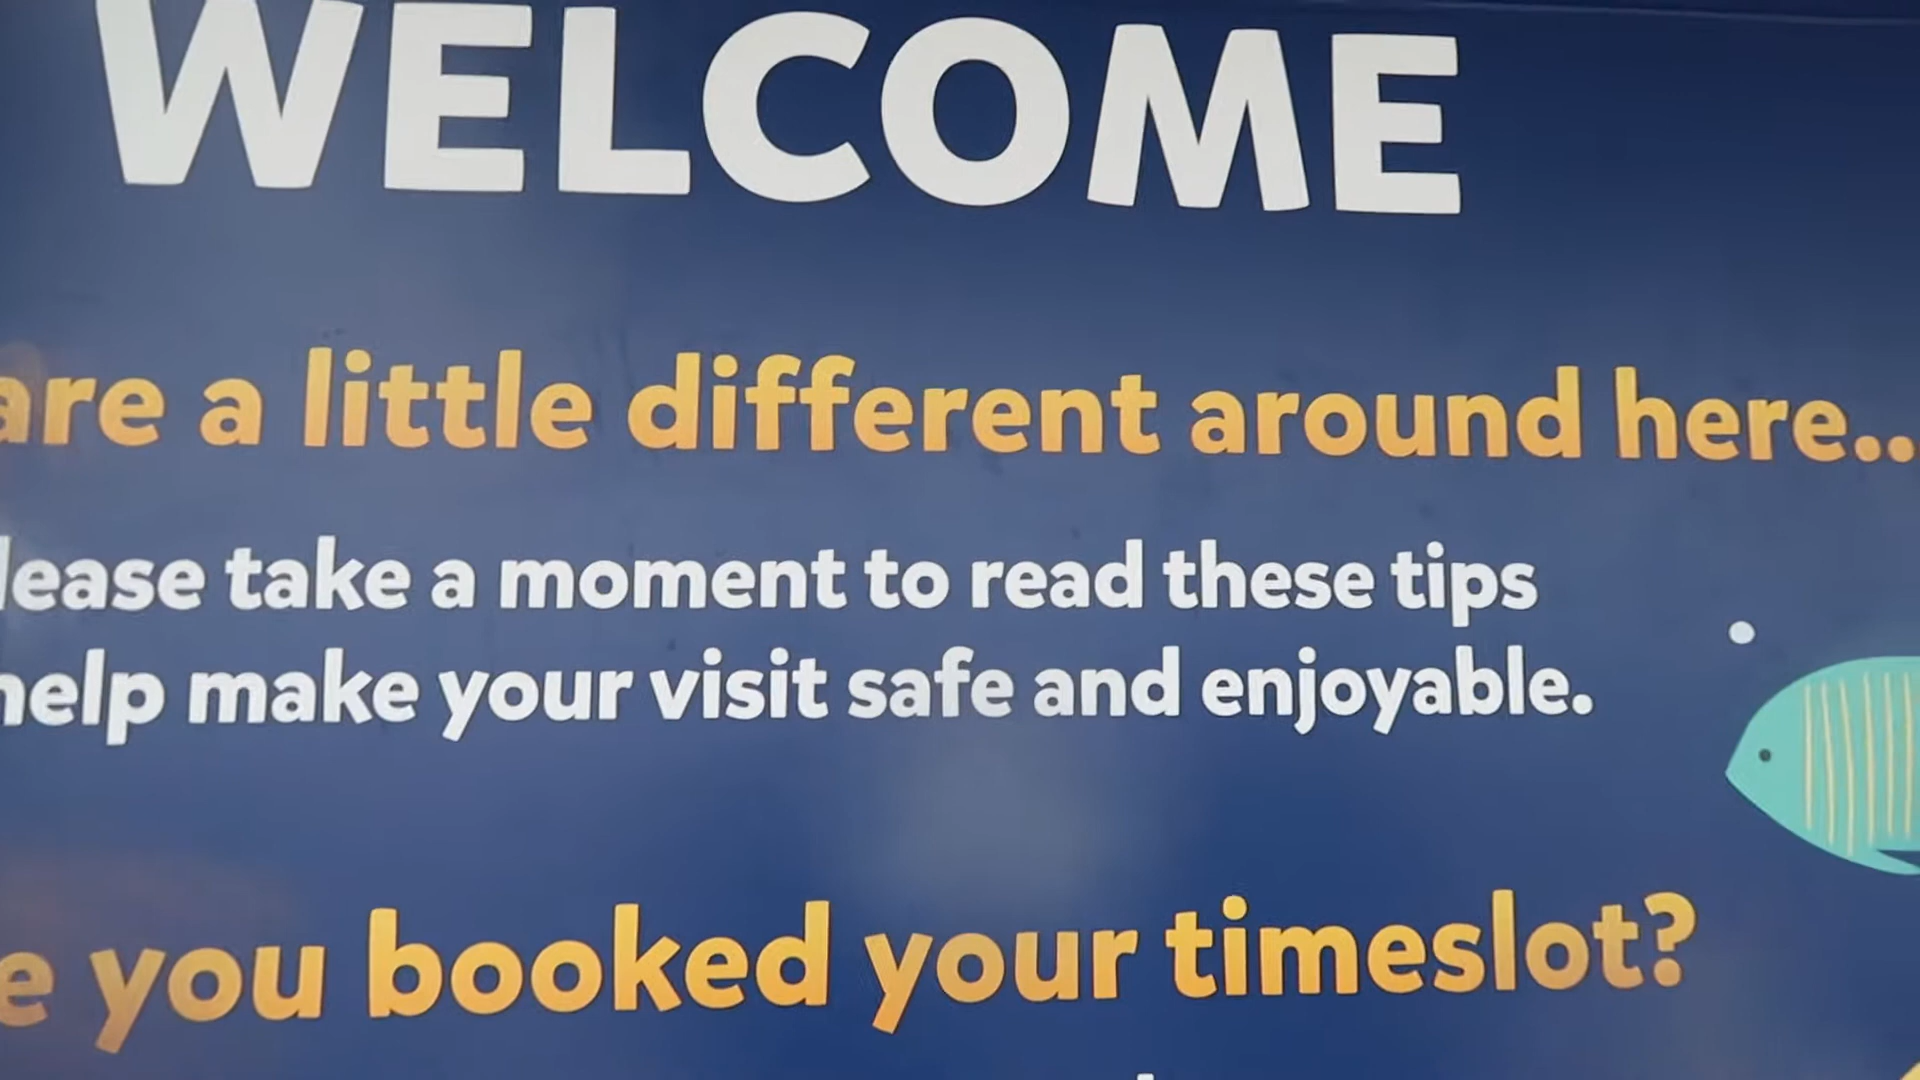 WELCOME
are a little different around here..
lease take a moment to read these tips
help make your visit safe and enjoyable.
e you booked your timeslot?